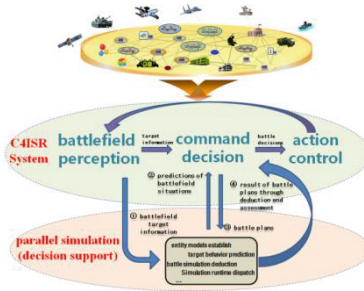 C4ISR
System
battlefield
perception
target
information
command
decision
battle
decisions
action
control
② predictions of
battlefield
situations
④ result of battle
plans through
deduction and
assessment
① battlefield
target
information
③ battle plans
parallel simulation
(decision support)
entity models establish
target behavior prediction
battle simulation deduction
Simulation runtime dispatch
...